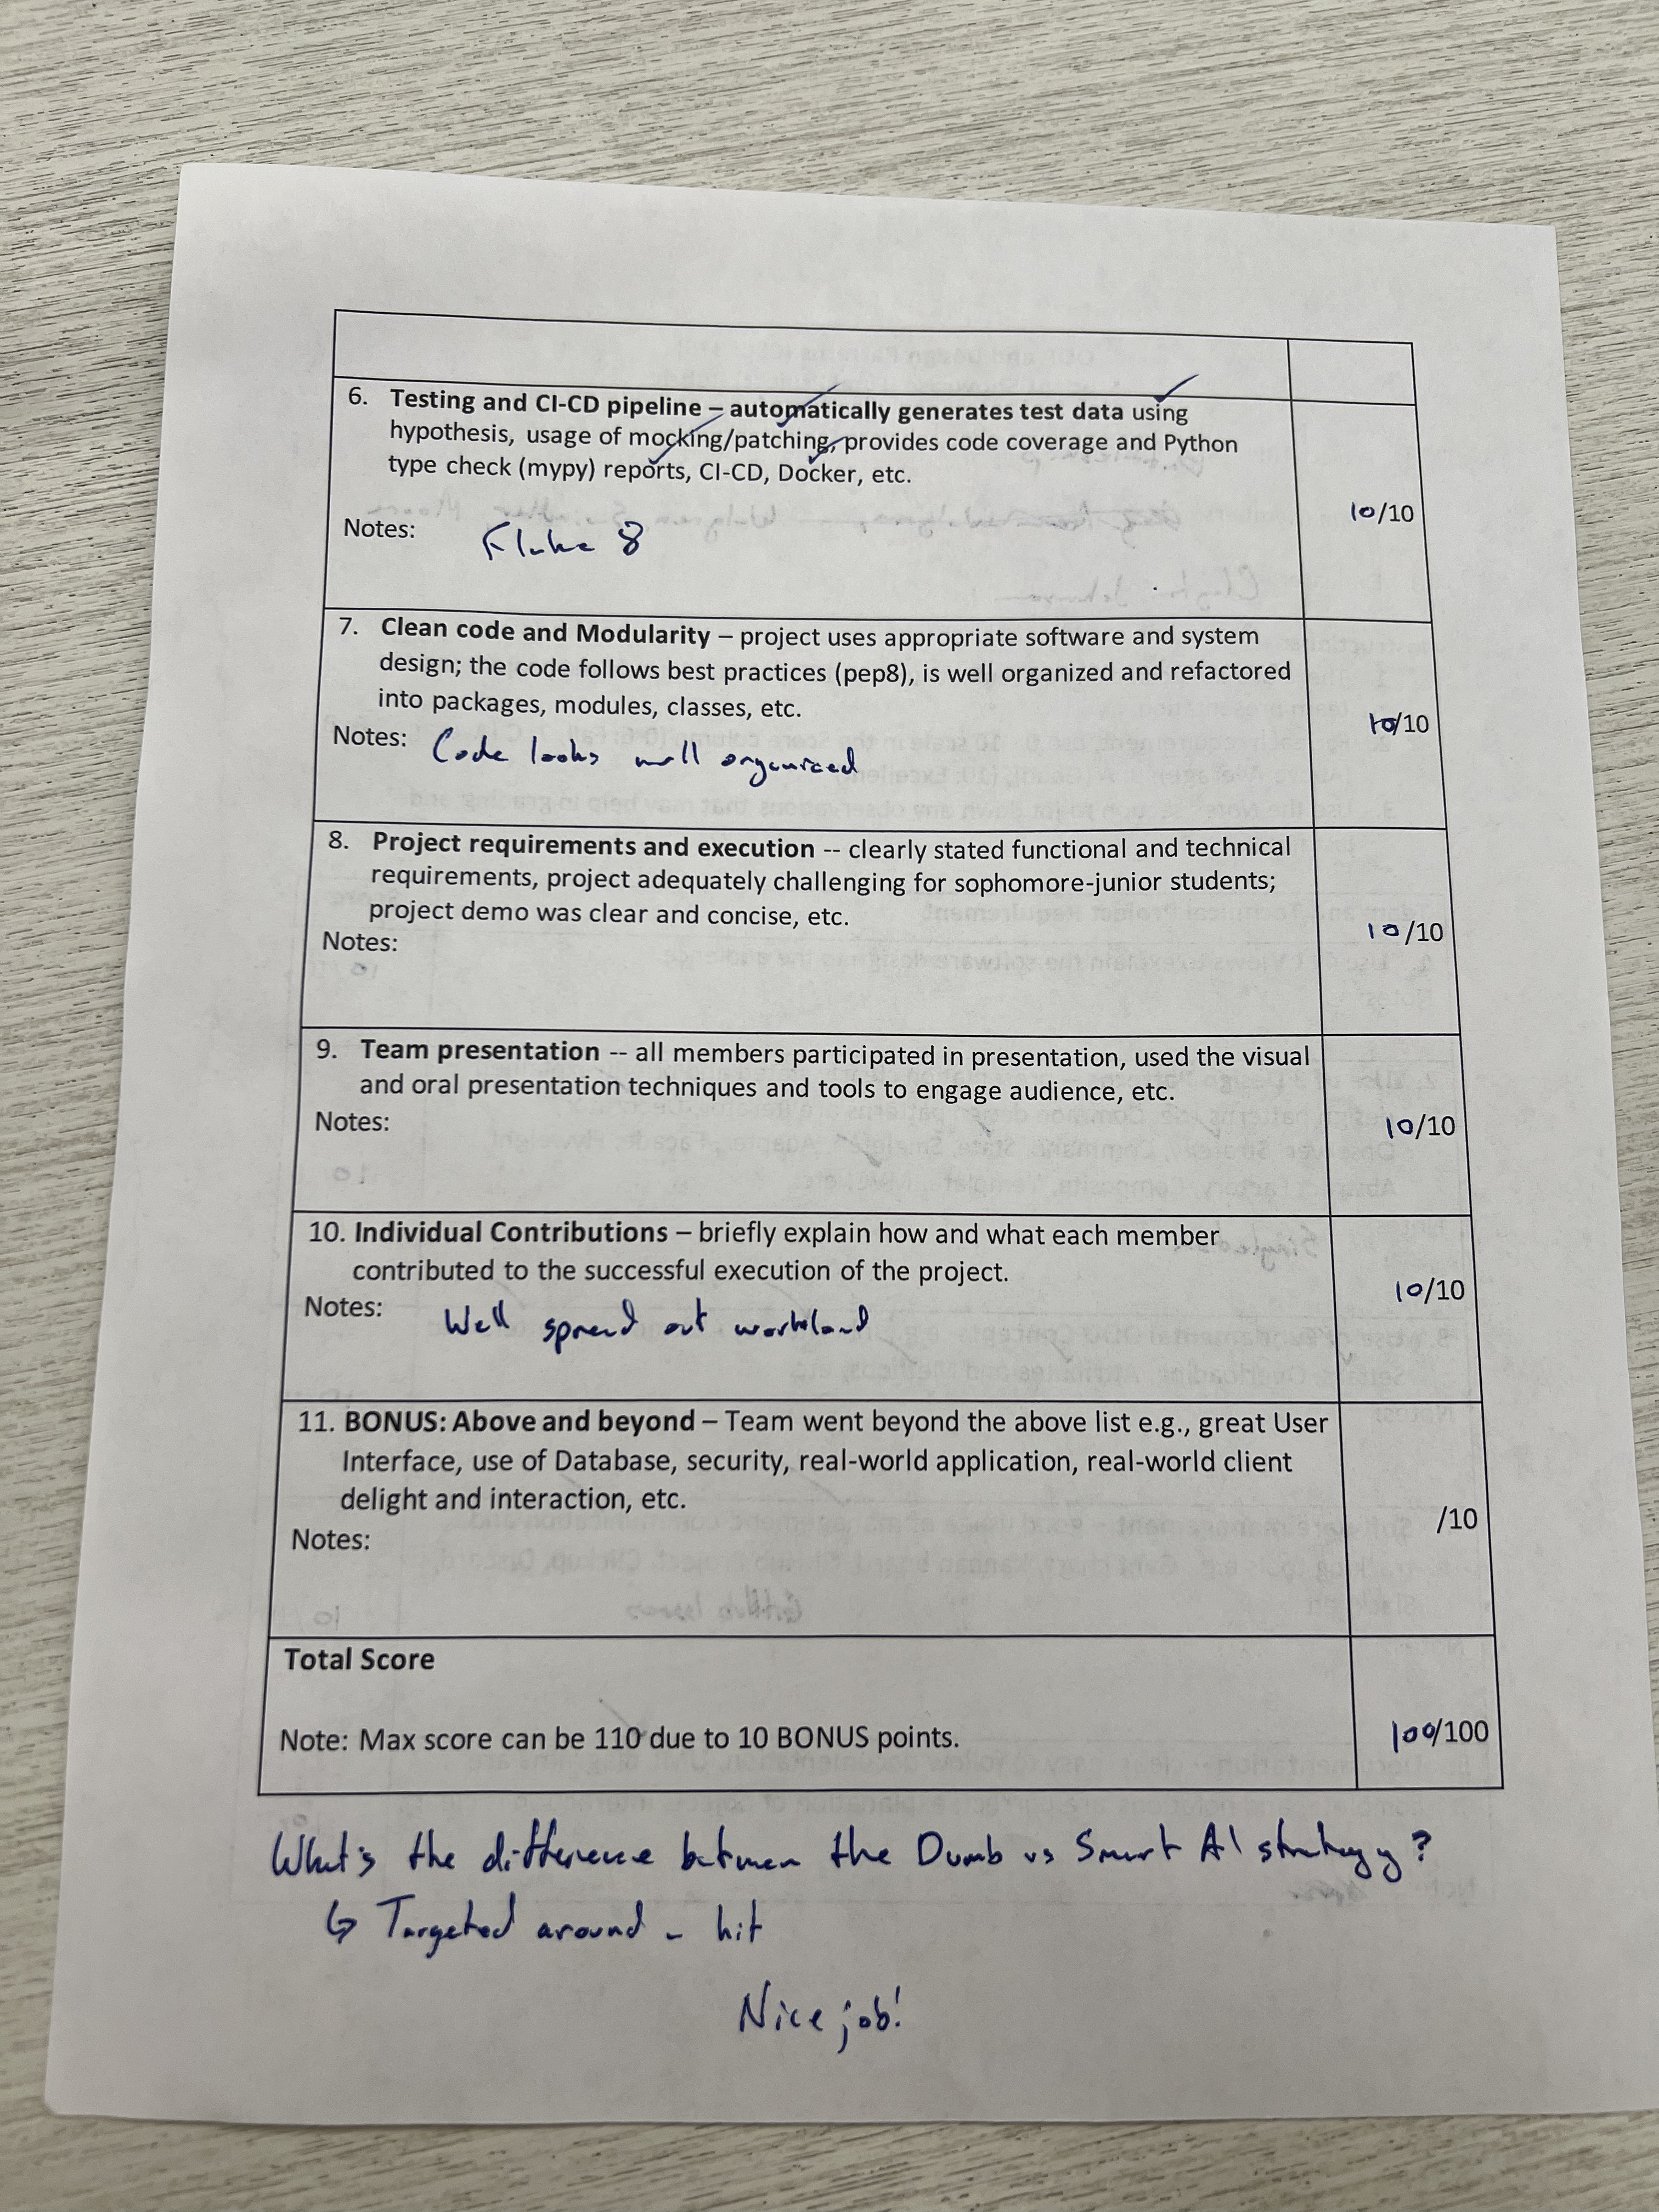 6. Testing and CI-CD pipeline – automatically generates test data using
hypothesis, usage of mocking/patching, provides code coverage and Python
type check (mypy) reports, CI-CD, Docker, etc.
Notes: Flake 8
10/10
7. Clean code and Modularity – project uses appropriate software and system
design; the code follows best practices (pep8), is well organized and refactored
into packages, modules, classes, etc.
Notes: Code looks well organized
10/10
8. Project requirements and execution -- clearly stated functional and technical
requirements, project adequately challenging for sophomore-junior students;
project demo was clear and concise, etc.
Notes:
10/10
9. Team presentation -- all members participated in presentation, used the visual
and oral presentation techniques and tools to engage audience, etc.
Notes:
10/10
10. Individual Contributions – briefly explain how and what each member
contributed to the successful execution of the project.
Notes: Well spread out workload
10/10
11. BONUS: Above and beyond – Team went beyond the above list e.g., great User
Interface, use of Database, security, real-world application, real-world client
delight and interaction, etc.
Notes:
/10
Total Score
Note: Max score can be 110 due to 10 BONUS points.
100/100
What's the difference between the Dumb vs Smart AI strategy?
↳ Targeted around a hit
Nice job!